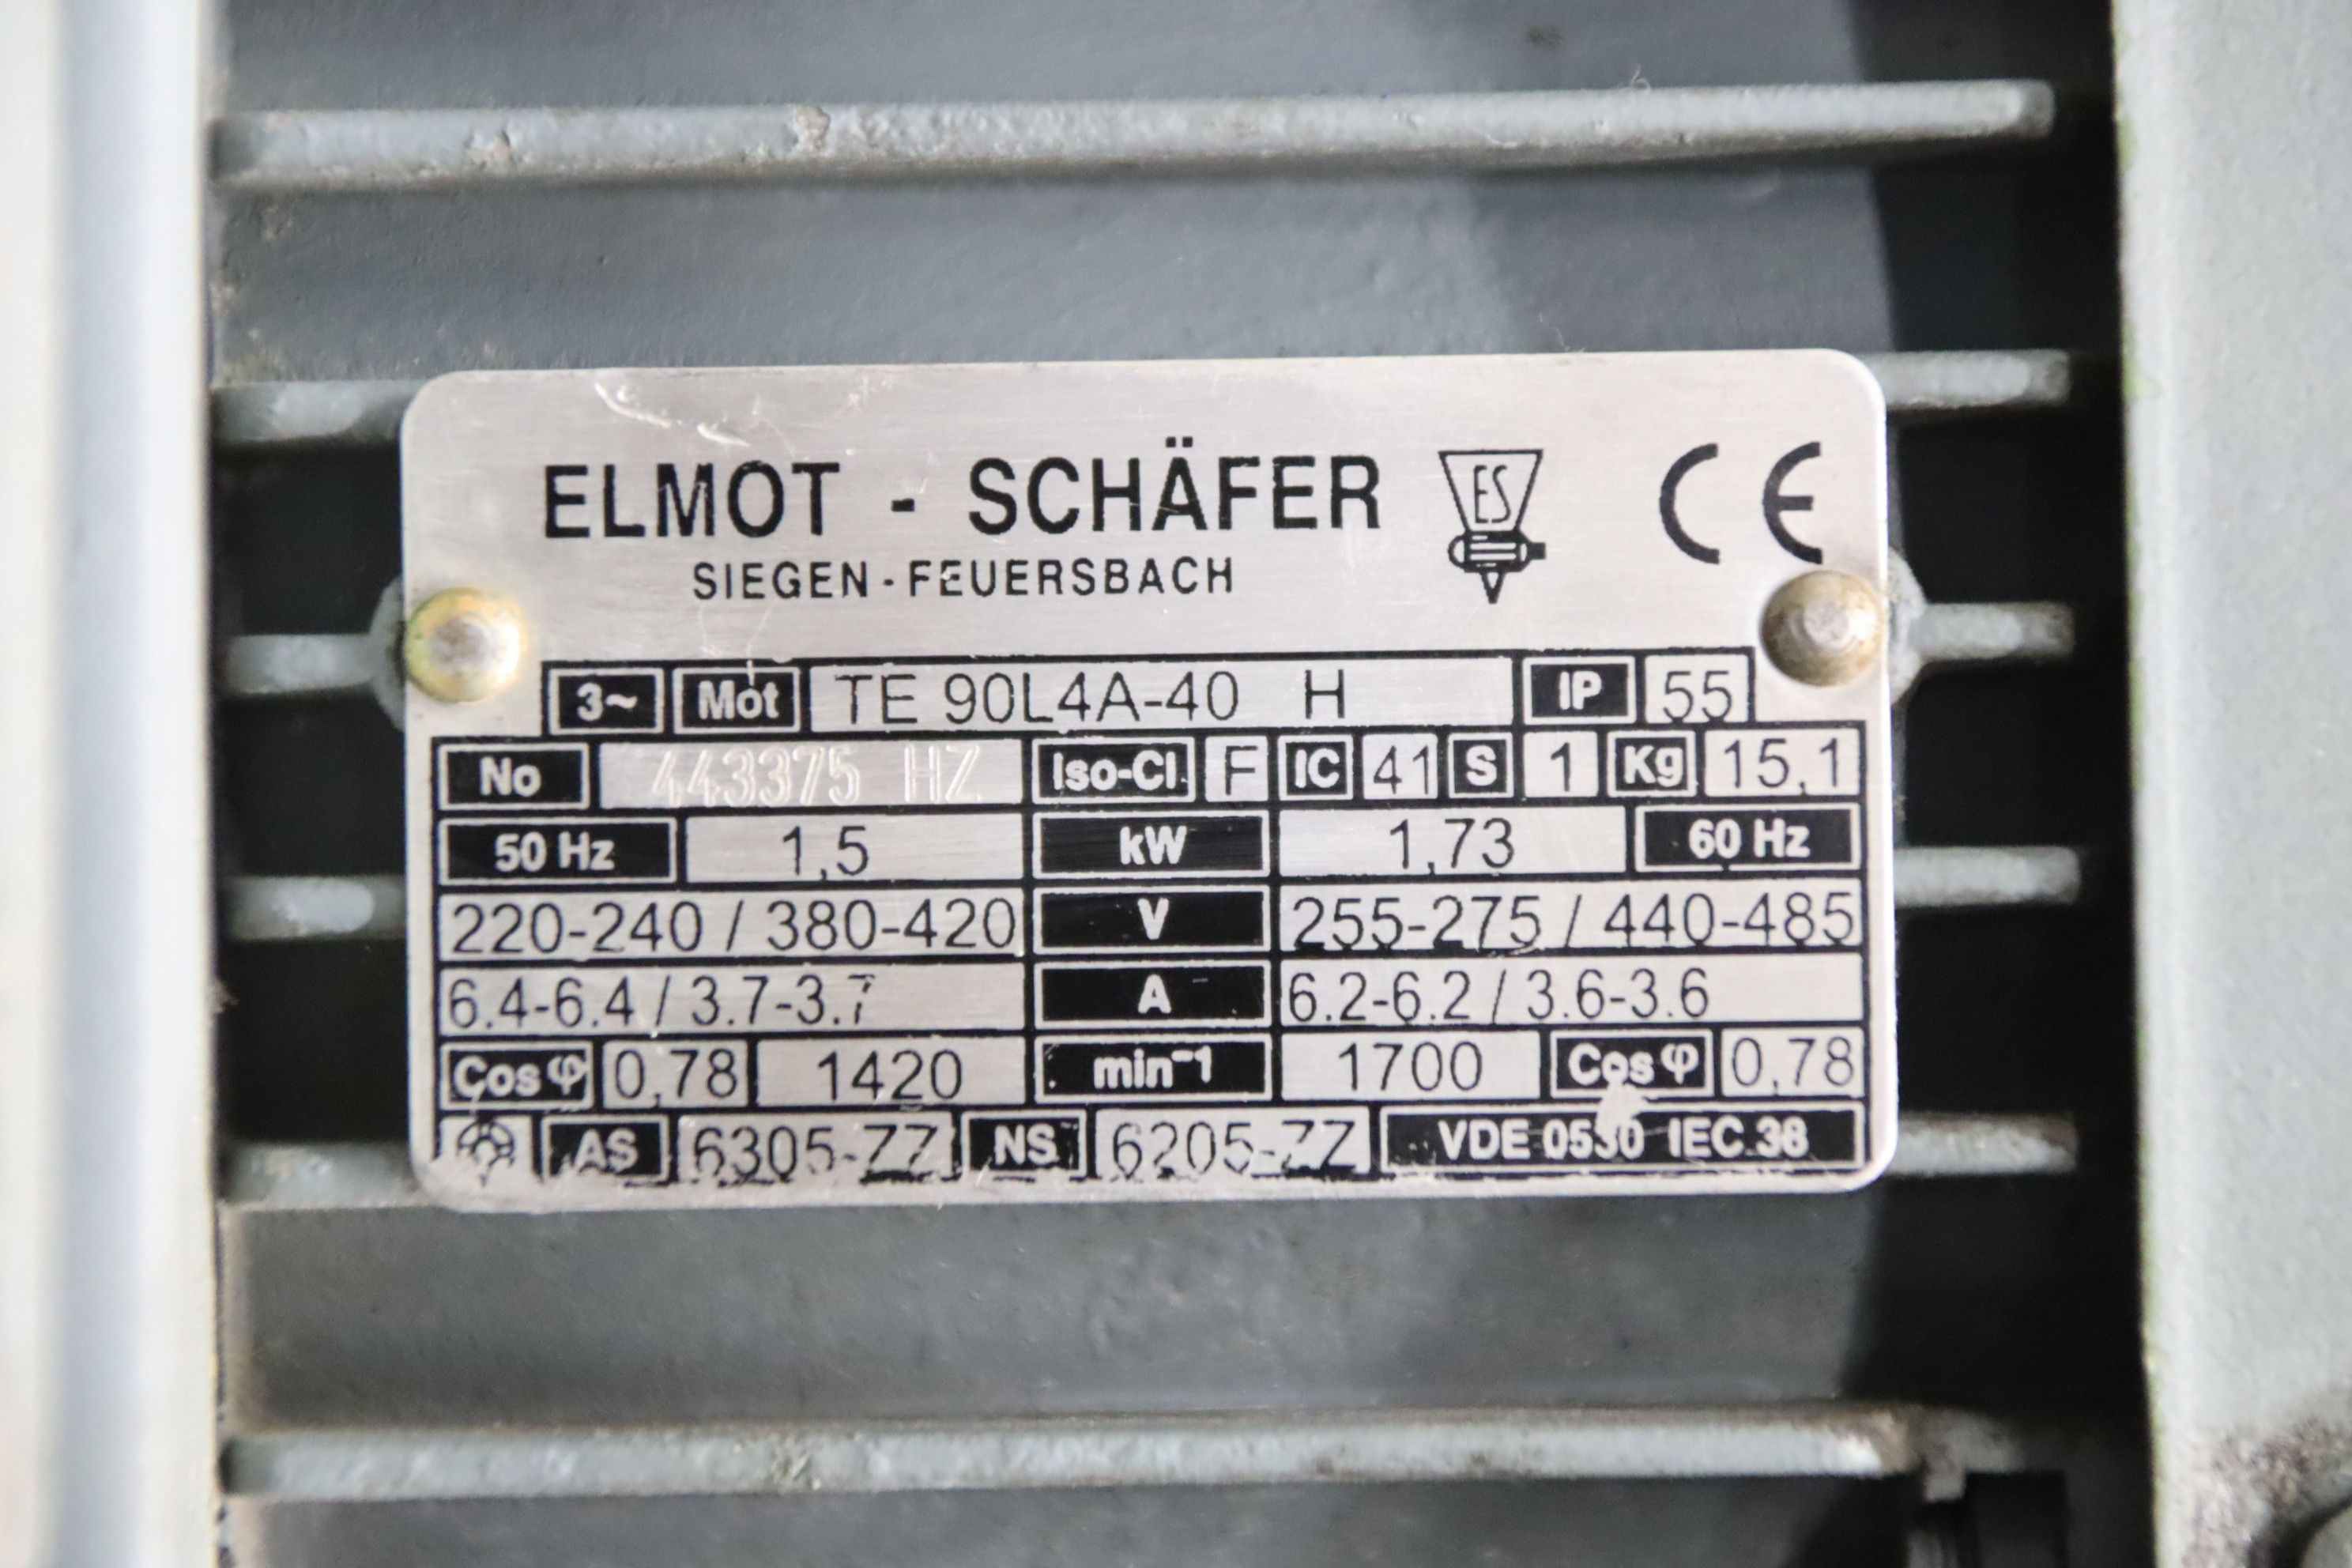 ELMOT - SCHÄFER ES CE
SIEGEN - FEUERSBACH
3~ Mot TE 90L4A-40 H IP 55
No 443375 HZ Iso-Cl. F IC 41 S 1 Kg 15,1
50 Hz 1,5 kW 1,73 60 Hz
220-240 / 380-420 V 255-275 / 440-485
6.4-6.4 / 3.7-3.7 A 6.2-6.2 / 3.6-3.6
Cos φ 0,78 1420 min⁻¹ 1700 Cos φ 0,78
AS 6305-ZZ NS 6205-ZZ VDE 0530 IEC 38